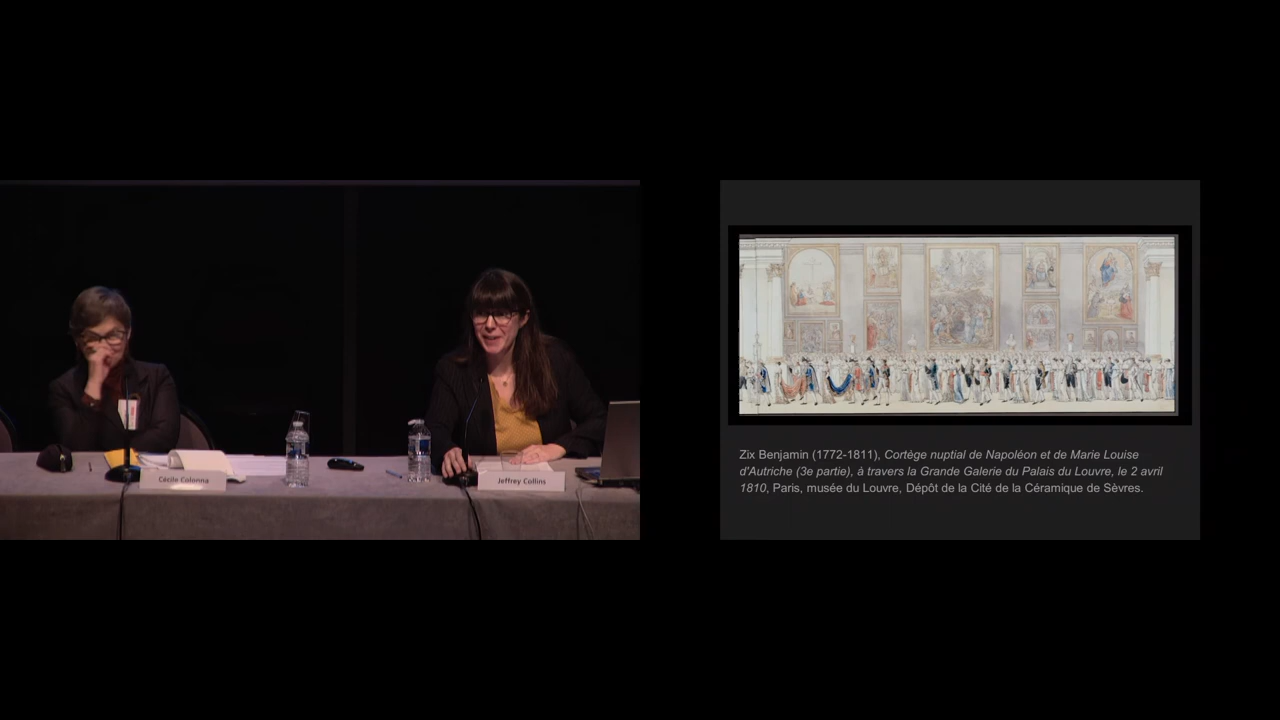 Cécile Colonna
Jeffrey Collins
Zix Benjamin (1772-1811), Cortège nuptial de Napoléon et de Marie Louise
d'Autriche (3e partie), à travers la Grande Galerie du Palais du Louvre, le 2 avril
1810, Paris, musée du Louvre, Dépôt de la Cité de la Céramique de Sèvres.